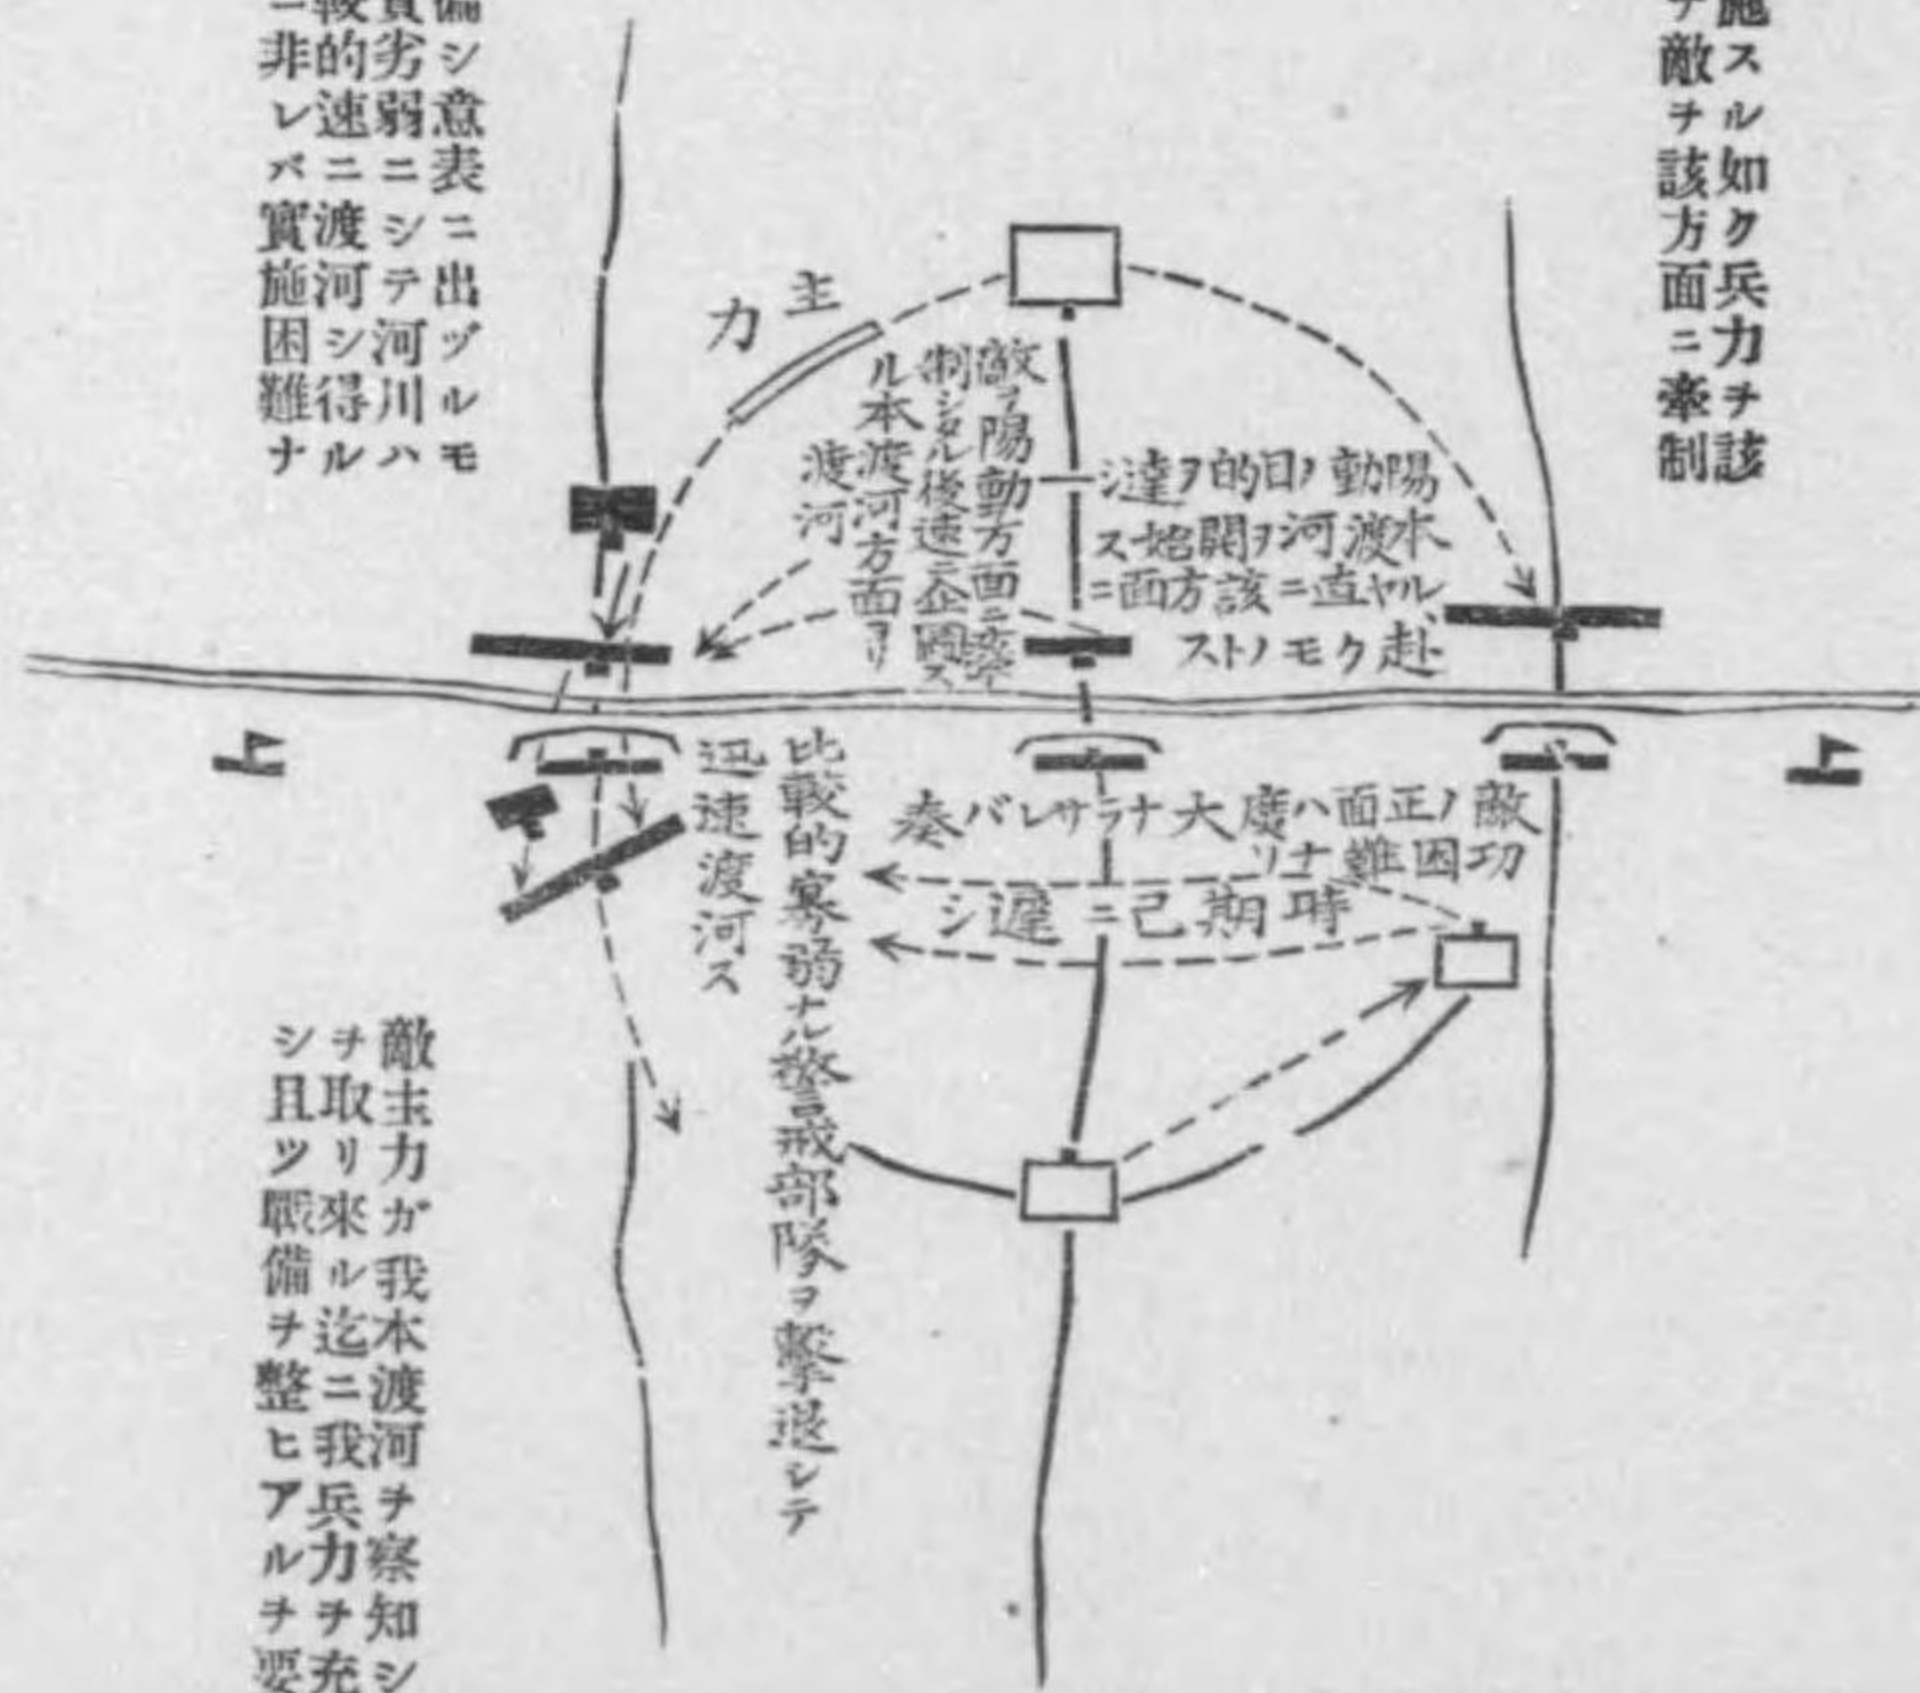 施スル如ク兵力ヲ該
テ敵ヲ該方面ニ牽制
シ意表ニ出ヅルモ
劣弱ニシテ河川ハ
較的速ニ渡河シ得ル
ニ非レバ實施困難ナ
主力
敵ヲ陽動方面ニ牽
制シタル後速ニ企圖ス
ル本渡河方面ヨリ
渡河
陽動ノ目的ヲ達シ
本渡河ヲ開始ス
ルヤ直ニ該方面ニ
赴クモノトス
敵ノ正面ハ廣大ナラザレバ奏
功困難ナリ
時期已ニ遲シ
比較的寡弱ナル警戒部隊ヲ撃退シテ
迅速渡河ス
敵主力ガ我本渡河ヲ察知シ
ヲ取リ來ル迄ニ我兵力ヲ充
シ且ツ戰備ヲ整ヒアルヲ要